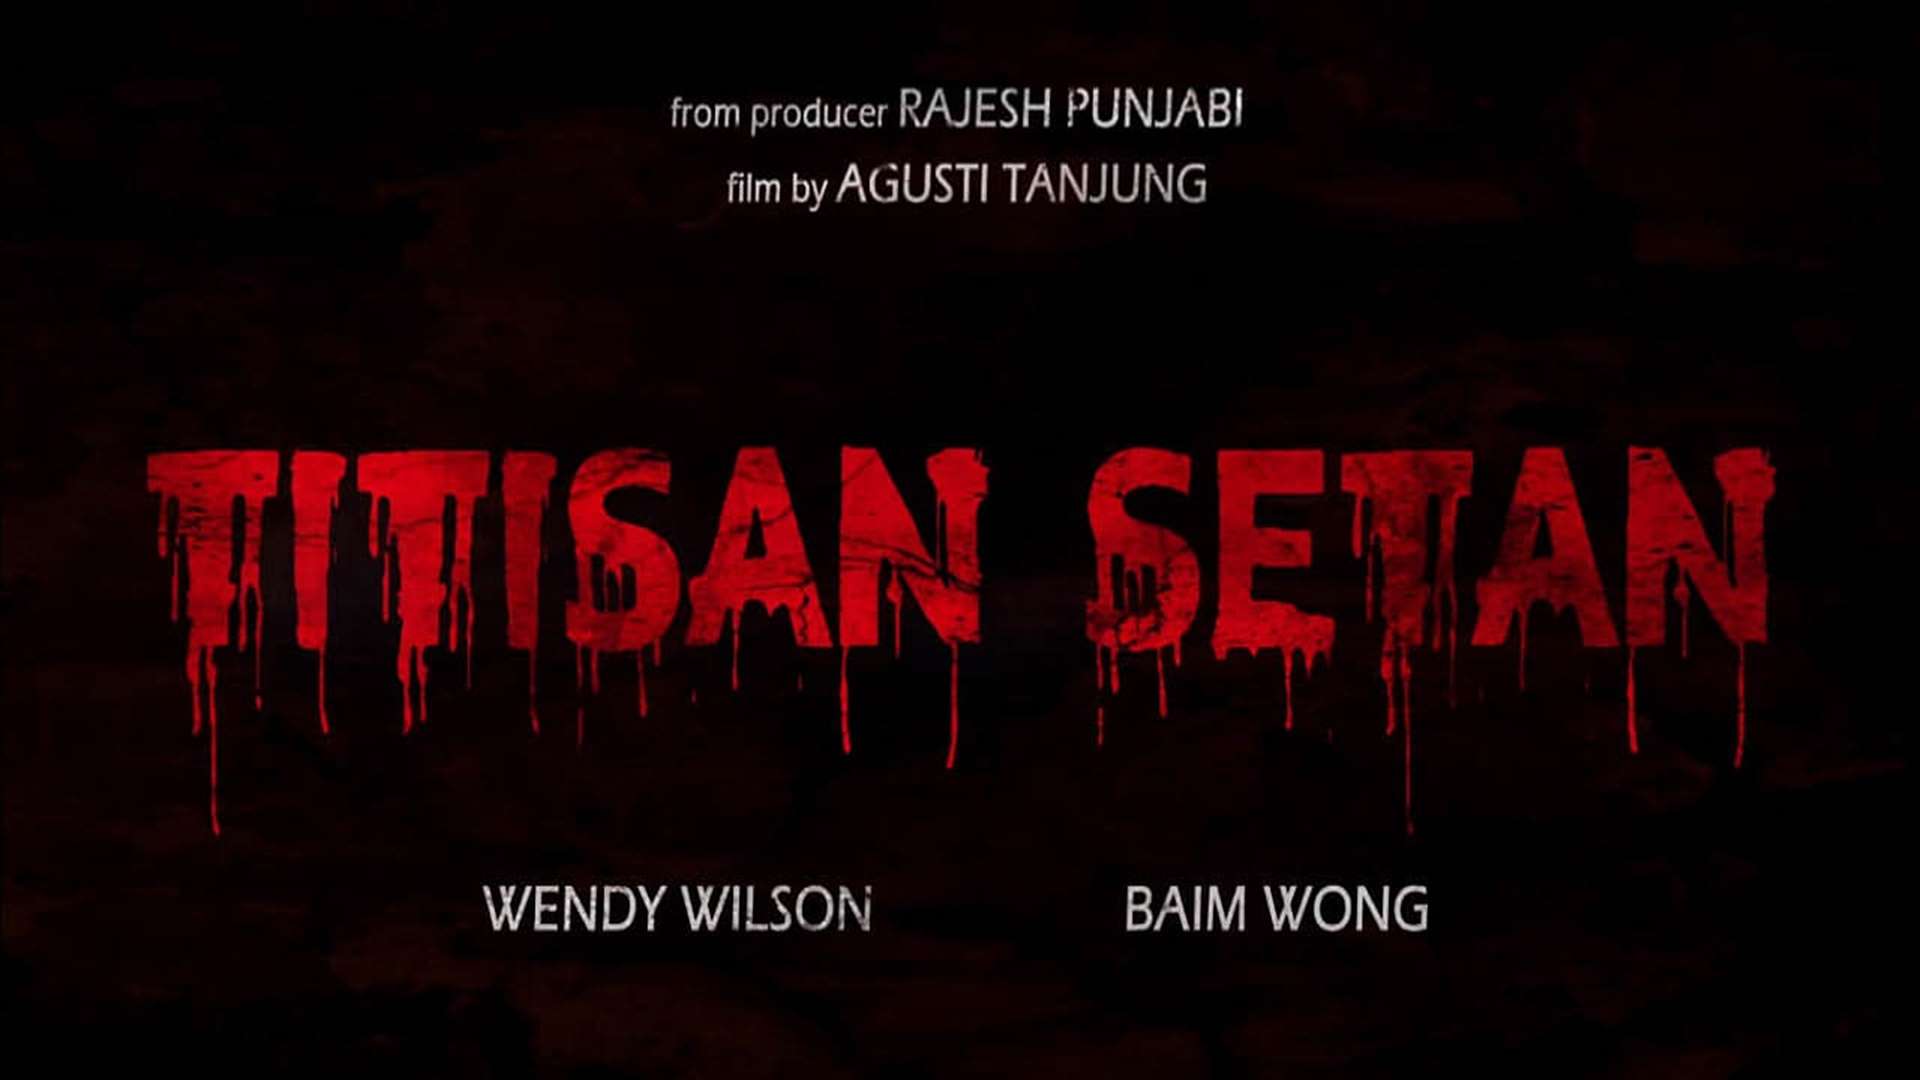 from producer RAJESH PUNJABI
film by AGUSTI TANJUNG
TITISAN SETAN
WENDY WILSON BAIM WONG